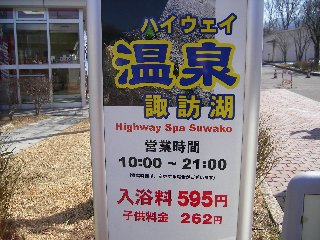 ハイウェイ
温泉
諏訪湖
Highway Spa Suwako
営業時間
10:00 ~ 21:00
入浴料 595円
子供料金 262円